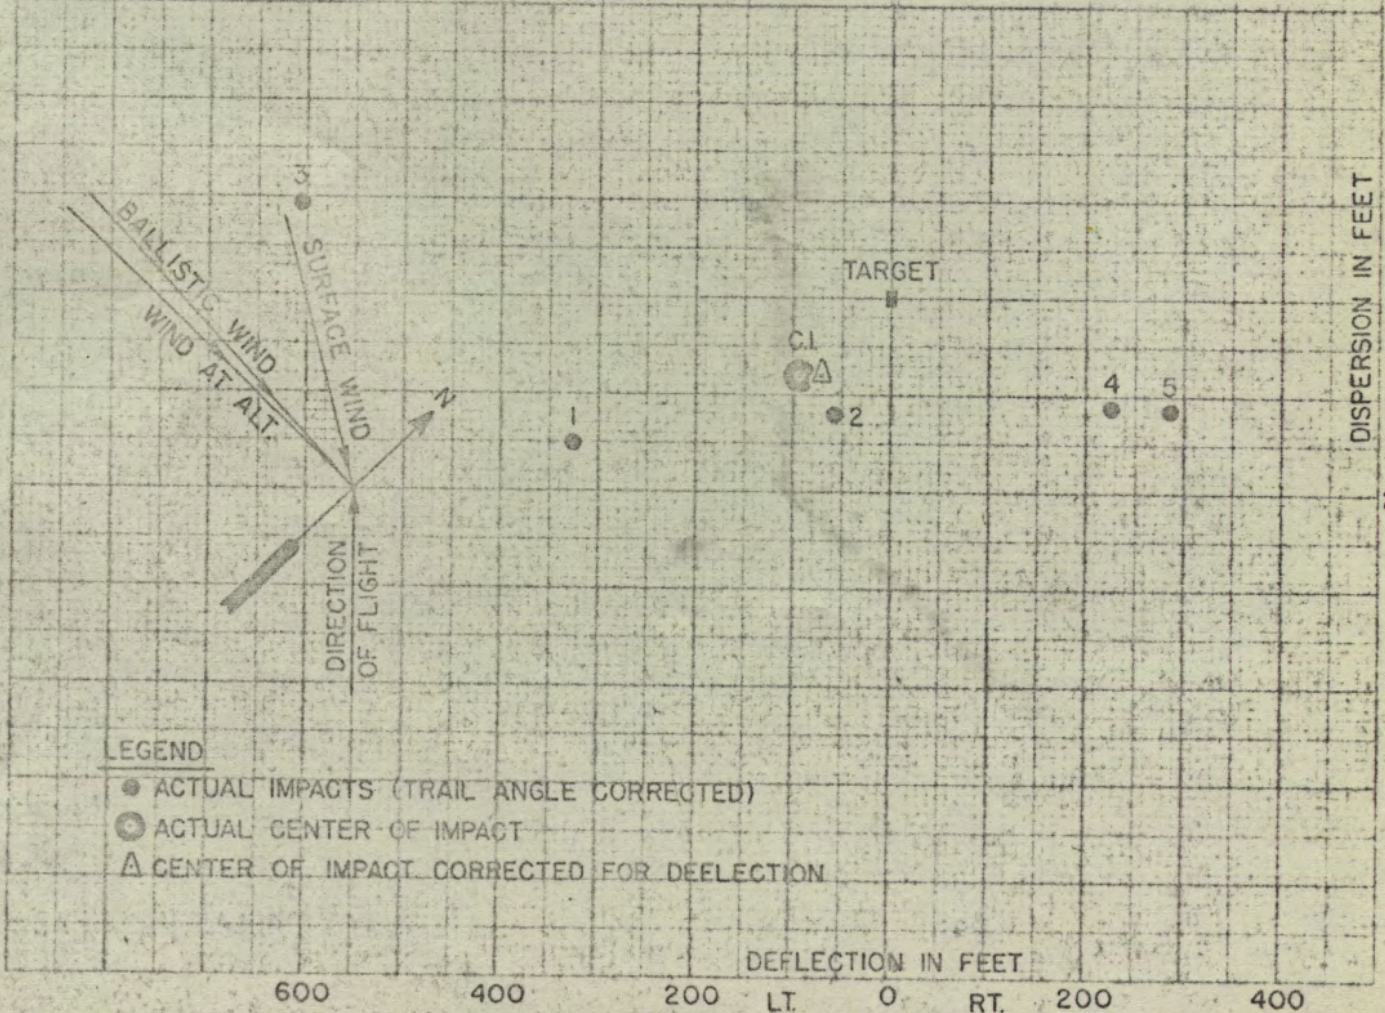 3
BALLISTIC WIND
WIND AT ALT.
SURFACE WIND
N
DIRECTION
OF FLIGHT
1
TARGET
C.I.
2
4
5
DISPERSION IN FEET
LEGEND
ACTUAL IMPACTS (TRAIL ANGLE CORRECTED)
ACTUAL CENTER OF IMPACT
CENTER OF IMPACT CORRECTED FOR DEFLECTION
DEFLECTION IN FEET
600 400 200 LT. 0 RT. 200 400